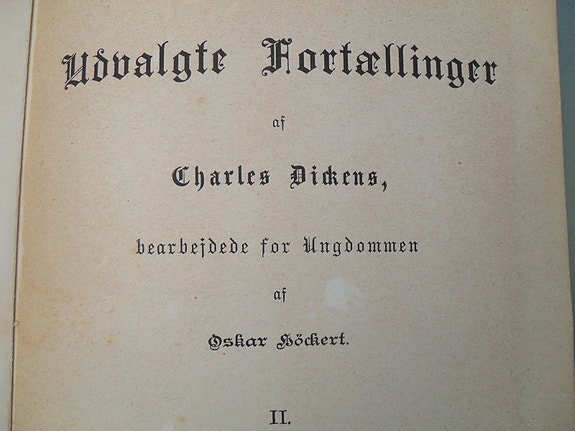 Udvalgte Fortællinger
af
Charles Dickens,
bearbejdede for Ungdommen
af
Oskar Höckert.
II.